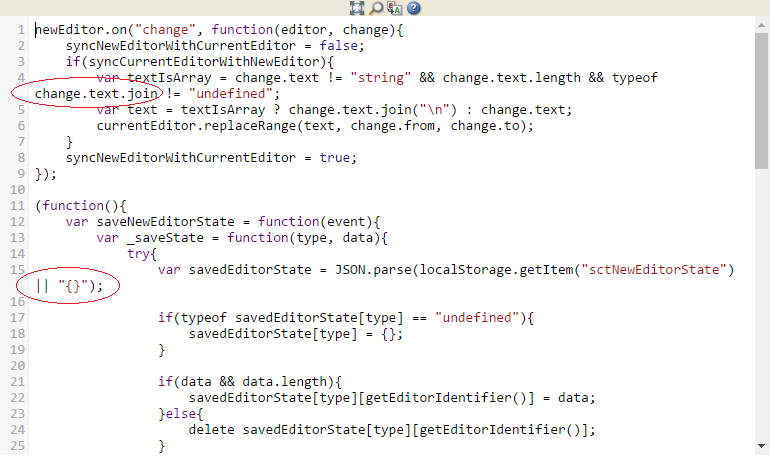 1 newEditor.on("change", function(editor, change){
2 syncNewEditorWithCurrentEditor = false;
3 if(syncCurrentEditorWithNewEditor){
4 var textIsArray = change.text != "string" && change.text.length && typeof
change.text.join != "undefined";
5 var text = textIsArray ? change.text.join("\n") : change.text;
6 currentEditor.replaceRange(text, change.from, change.to);
7 }
8 syncNewEditorWithCurrentEditor = true;
9 });
10
11 (function(){
12 var saveNewEditorState = function(event){
13 var _saveState = function(type, data){
14 try{
15 var savedEditorState = JSON.parse(localStorage.getItem("sctNewEditorState")
|| "{}");
16
17 if(typeof savedEditorState[type] == "undefined"){
18 savedEditorState[type] = {};
19 }
20
21 if(data && data.length){
22 savedEditorState[type][getEditorIdentifier()] = data;
23 }else{
24 delete savedEditorState[type][getEditorIdentifier()];
25 }